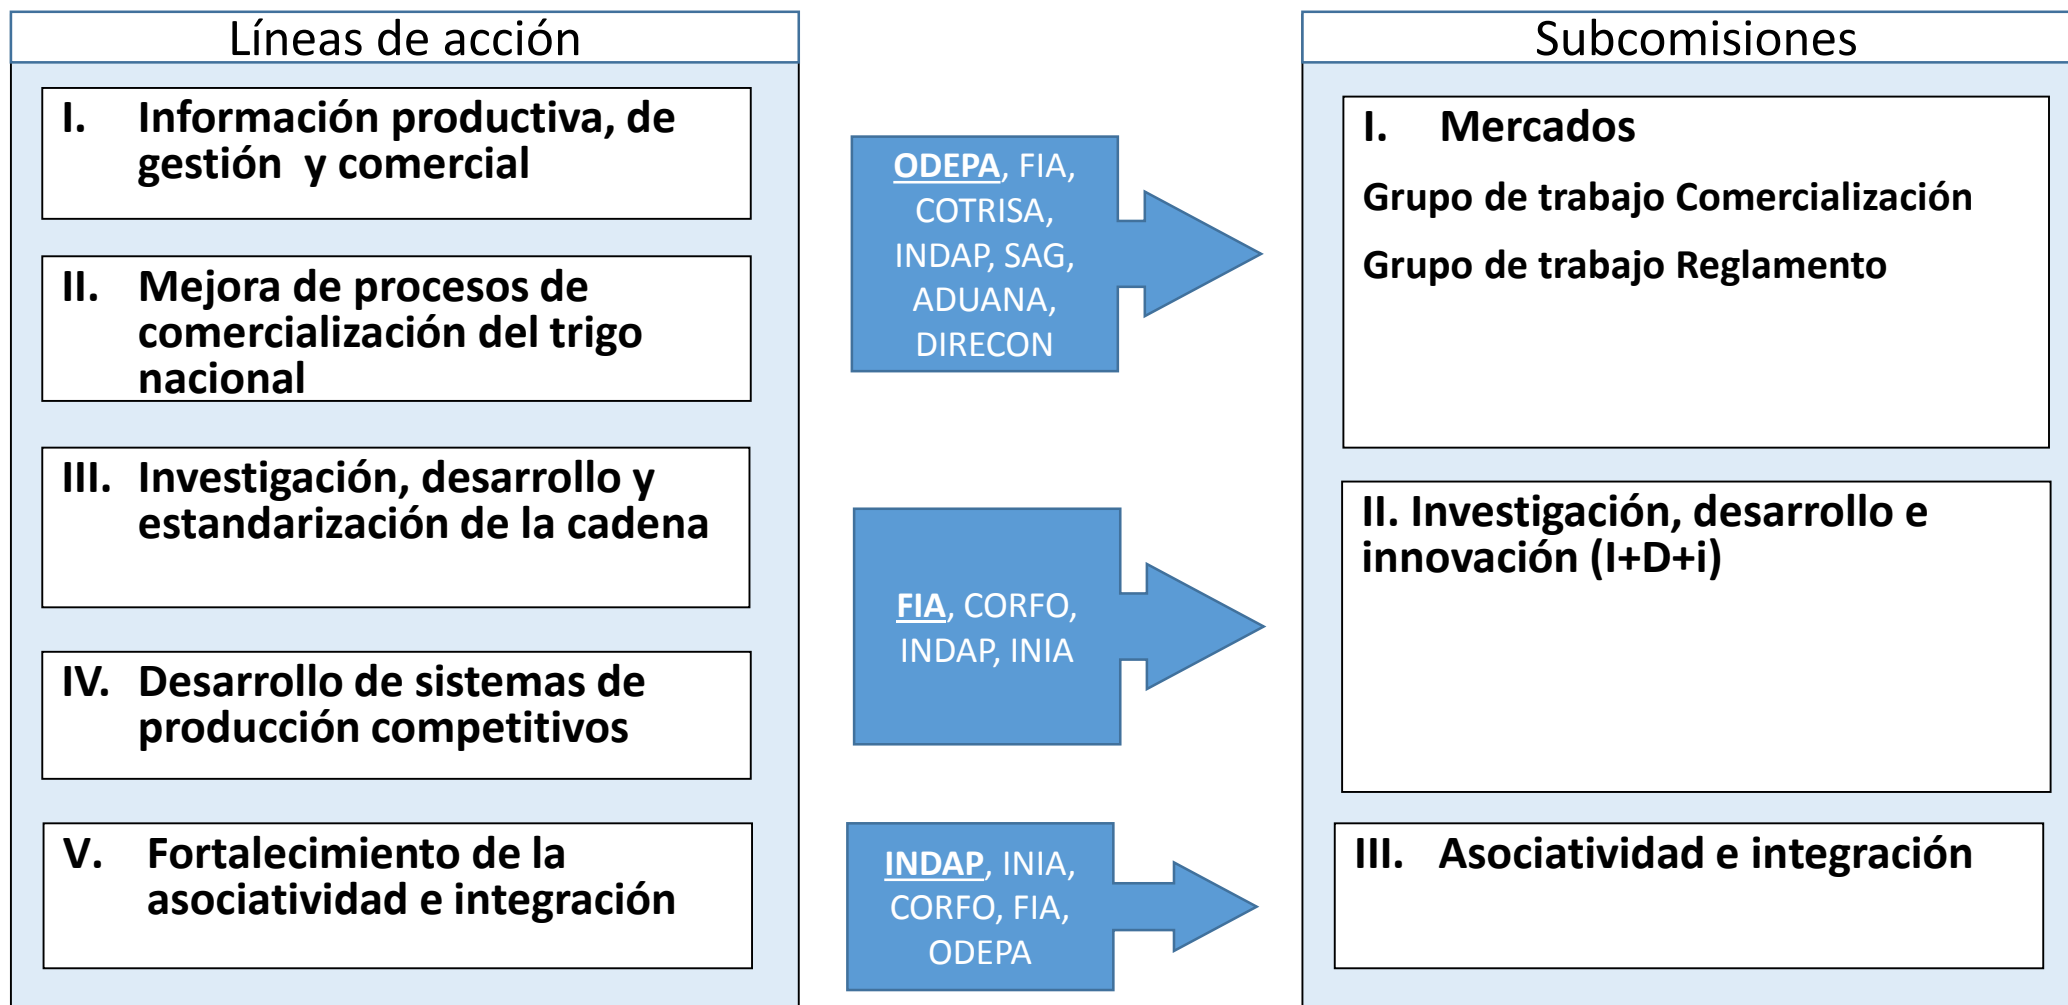 Líneas de acción
I. Información productiva, de
gestión y comercial
II. Mejora de procesos de
comercialización del trigo
nacional
III. Investigación, desarrollo y
estandarización de la cadena
IV. Desarrollo de sistemas de
producción competitivos
V. Fortalecimiento de la
asociatividad e integración
ODEPA, FIA,
COTRISA,
INDAP, SAG,
ADUANA,
DIRECON
FIA, CORFO,
INDAP, INIA
INDAP, INIA,
CORFO, FIA,
ODEPA
Subcomisiones
I. Mercados
Grupo de trabajo Comercialización
Grupo de trabajo Reglamento
II. Investigación, desarrollo e
innovación (I+D+i)
III. Asociatividad e integración